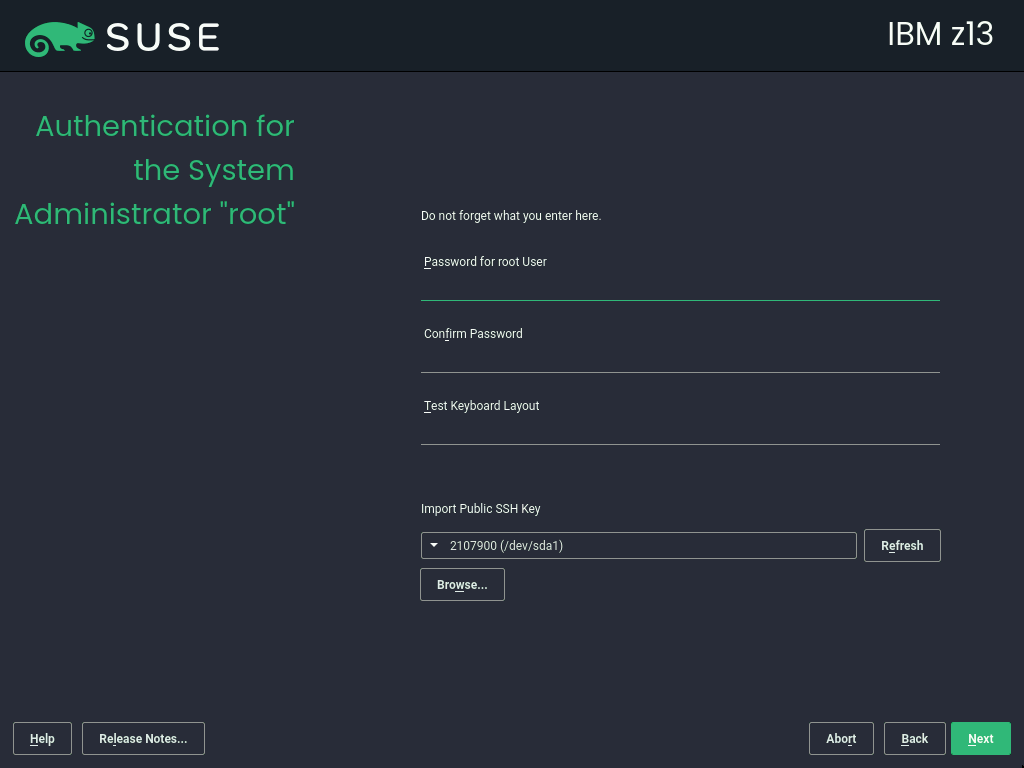 SUSE
IBM z13
Authentication for
the System
Administrator "root"
Do not forget what you enter here.
Password for root User
Confirm Password
Test Keyboard Layout
Import Public SSH Key
2107900 (/dev/sda1)
Refresh
Browse...
Help
Release Notes...
Abort
Back
Next